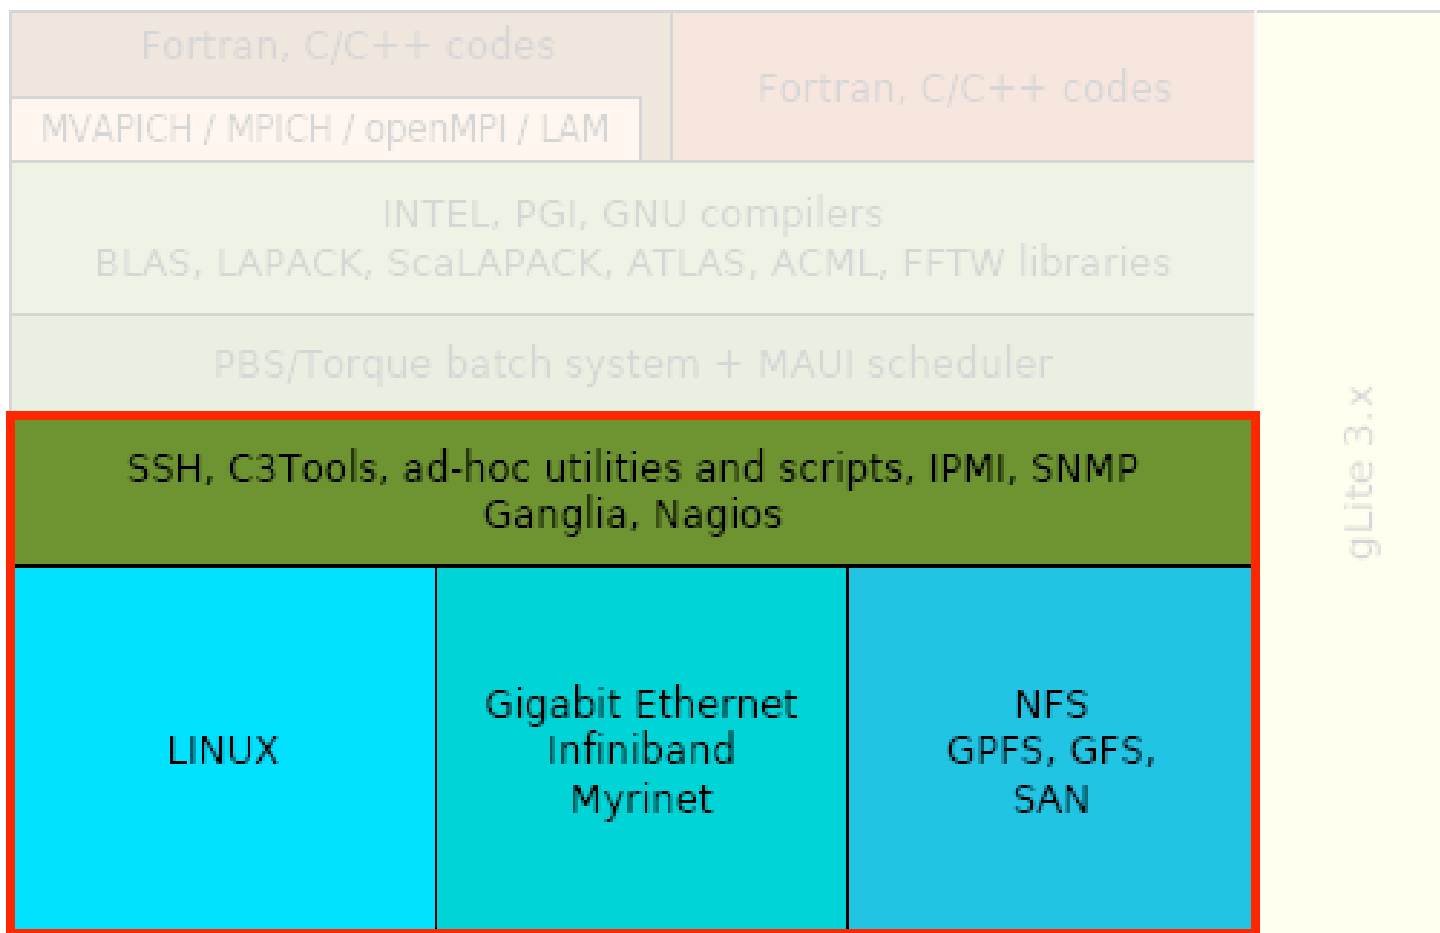 Fortran, C/C++ codes
MVAPICH / MPICH / openMPI / LAM
Fortran, C/C++ codes
INTEL, PGI, GNU compilers
BLAS, LAPACK, ScaLAPACK, ATLAS, ACML, FFTW libraries
PBS/Torque batch system + MAUI scheduler
SSH, C3Tools, ad-hoc utilities and scripts, IPMI, SNMP
Ganglia, Nagios
LINUX
Gigabit Ethernet
Infiniband
Myrinet
NFS
GPFS, GFS,
SAN
gLite 3.x